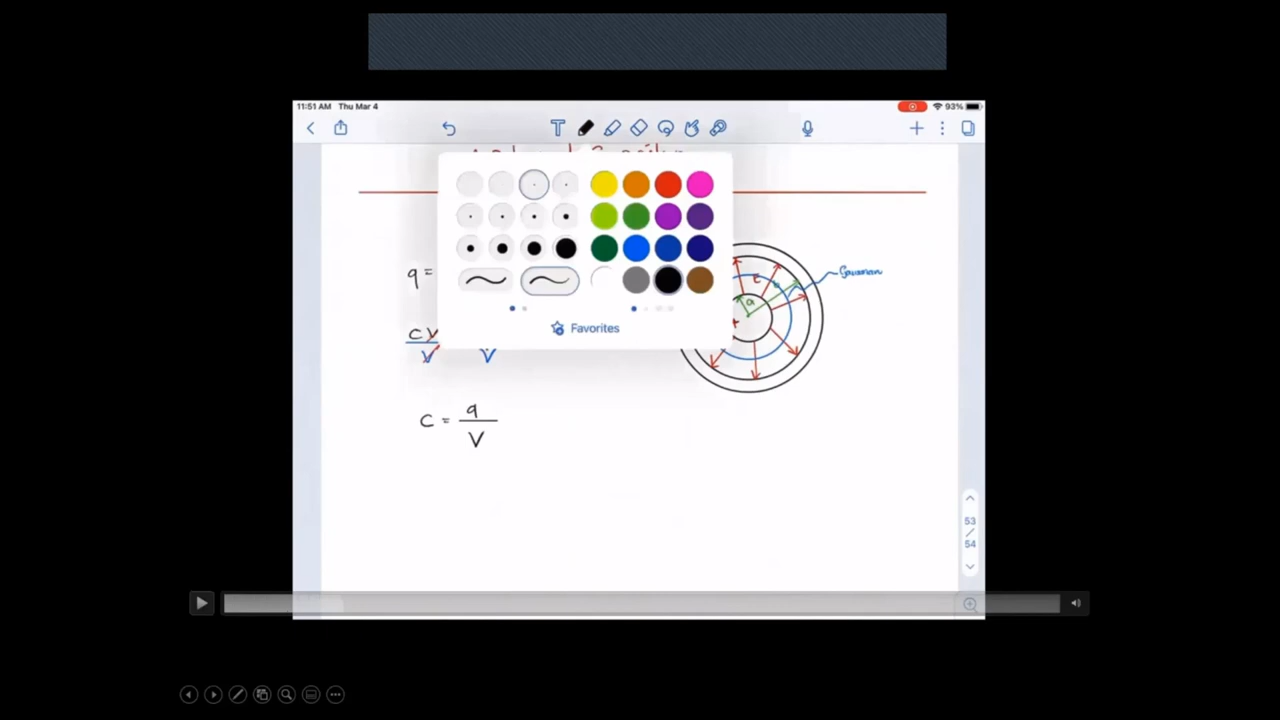 11:51 AM Thu Mar 4
93%
T
Favorites
q =
CV
V
V
C = q
V
a
b
E
+
Gaussian
53
/
54